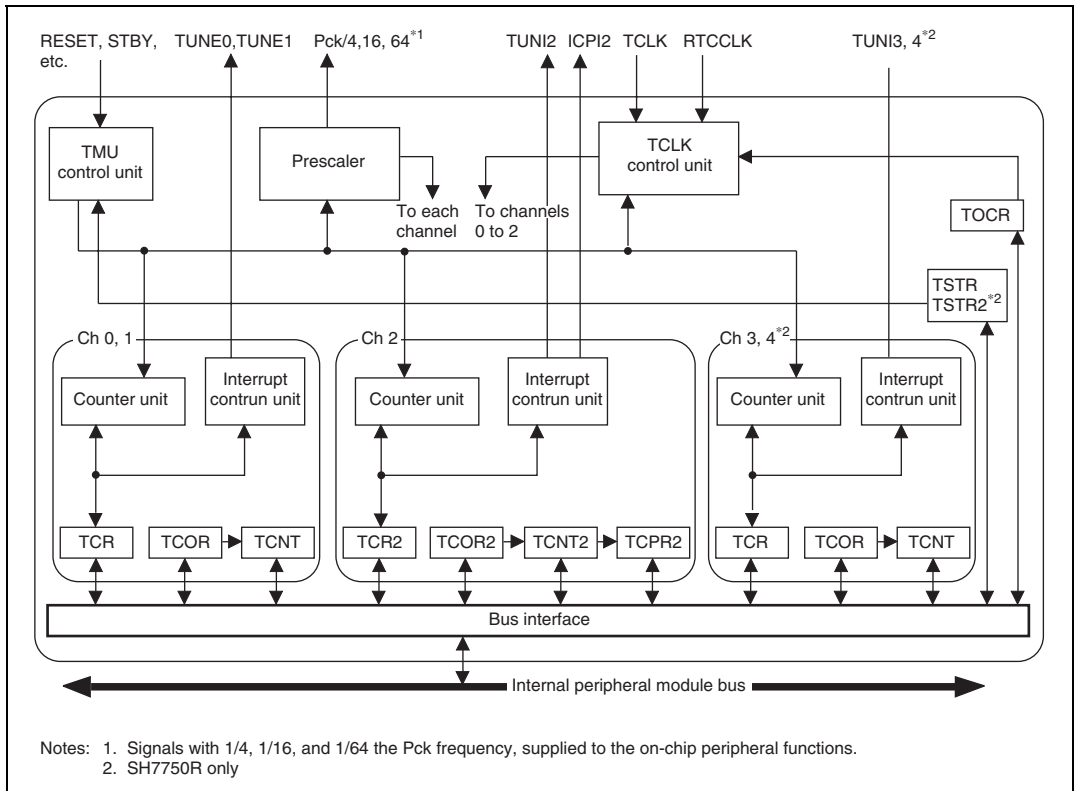 RESET, STBY,
etc.
TUNE0,TUNE1
Pck/4,16, 64*1
TUNI2
ICPI2
TCLK
RTCCLK
TUNI3, 4*2
TMU
control unit
Prescaler
TCLK
control unit
To each
channel
To channels
0 to 2
TOCR
TSTR
TSTR2*2
Ch 0, 1
Counter unit
Interrupt
contrun unit
TCR
TCOR
TCNT
Ch 2
Counter unit
Interrupt
contrun unit
TCR2
TCOR2
TCNT2
TCPR2
Ch 3, 4*2
Counter unit
Interrupt
contrun unit
TCR
TCOR
TCNT
Bus interface
Internal peripheral module bus
Notes: 1. Signals with 1/4, 1/16, and 1/64 the Pck frequency, supplied to the on-chip peripheral functions.
2. SH7750R only